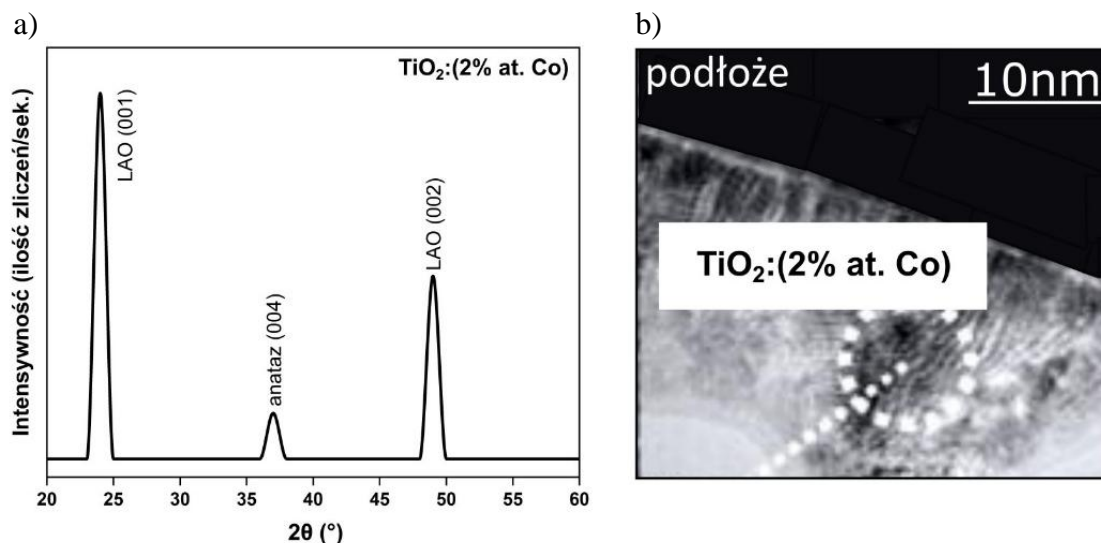 a)
TiO₂:(2% at. Co)
Intensywność (ilość zliczeń/sek.)
LAO (001)
anataz (004)
LAO (002)
20 25 30 35 40 45 50 55 60
2θ (°)
b)
podłoże 10nm
TiO₂:(2% at. Co)